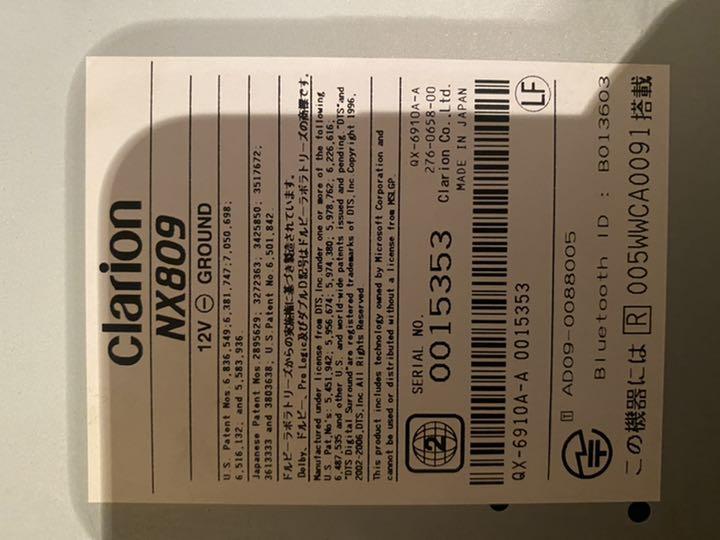 clarion
NX809
12V ⊖ GROUND
U.S. Patent Nos 6,836,549;6,381,747;7,050,698;
6,516,132; and 5,583,936.
Japanese Patent Nos. 2895629; 3272363; 3425850; 3517672;
3613333 and 3803638; U.S. Patent No 6,501,842.
ドルビーラボラトリーズからの実施権に基づき製造されています。
Dolby、ドルビー、Pro Logic及びダブルD記号はドルビーラボラトリーズの商標です。
Manufactured under license from DTS,Inc.under one or more of the following
U.S.Pat.No's: 5,451,942; 5,956,674; 5,974,380; 5,978,762; 6,226,616;
6,487,535 and other U.S. and world-wide patents issued and pending."DTS"and
"DTS Digital Surround"are registered trademarks of DTS,Inc Copyright 1996,
2002-2006.DTS,Inc All Rights Reserved
This product includes technology owned by Microsoft Corporation and
cannot be used or distributed without a license from MSLGP.
2
SERIAL NO.
0015353
QX-6910A-A
276-0658-00
Clarion Co.,Ltd.
MADE IN JAPAN
QX-6910A-A 0015353
LF
T AD09-0088005
Bluetooth ID : B013603
この機器には R 005WWCA0091搭載